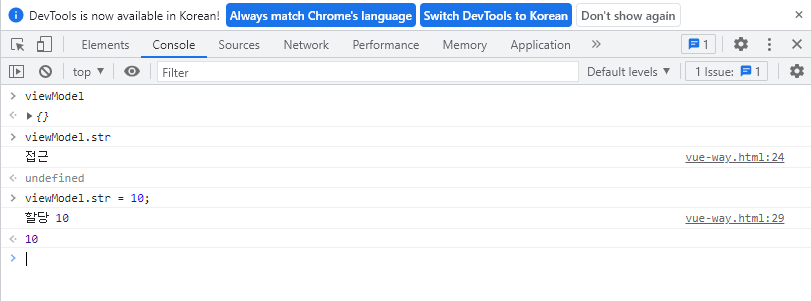 DevTools is now available in Korean! Always match Chrome's language Switch DevTools to Korean Don't show again
Elements Console Sources Network Performance Memory Application 1
top Filter Default levels 1 Issue: 1
viewModel
{}
viewModel.str
접근 vue-way.html:24
undefined
viewModel.str = 10;
할당 10 vue-way.html:29
10